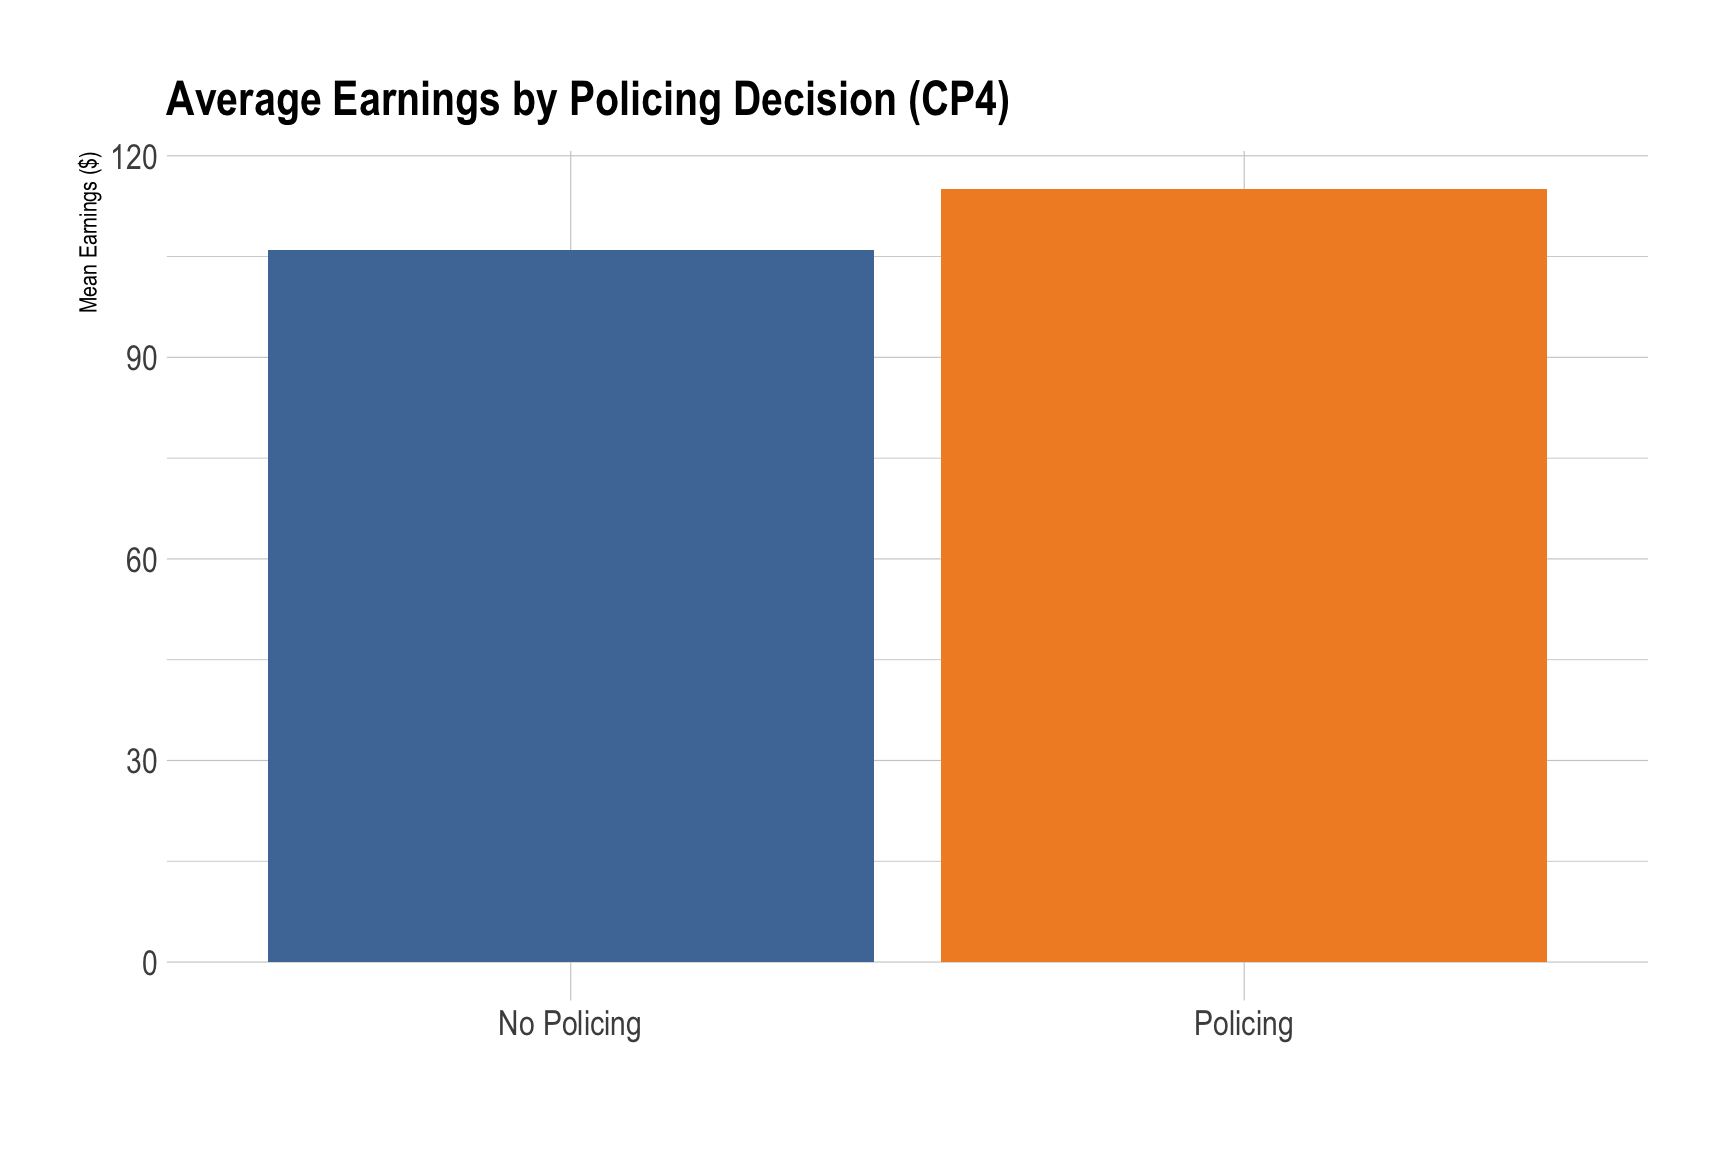 Average Earnings by Policing Decision (CP4)
Mean Earnings ($)
120
90
60
30
0
No Policing
Policing